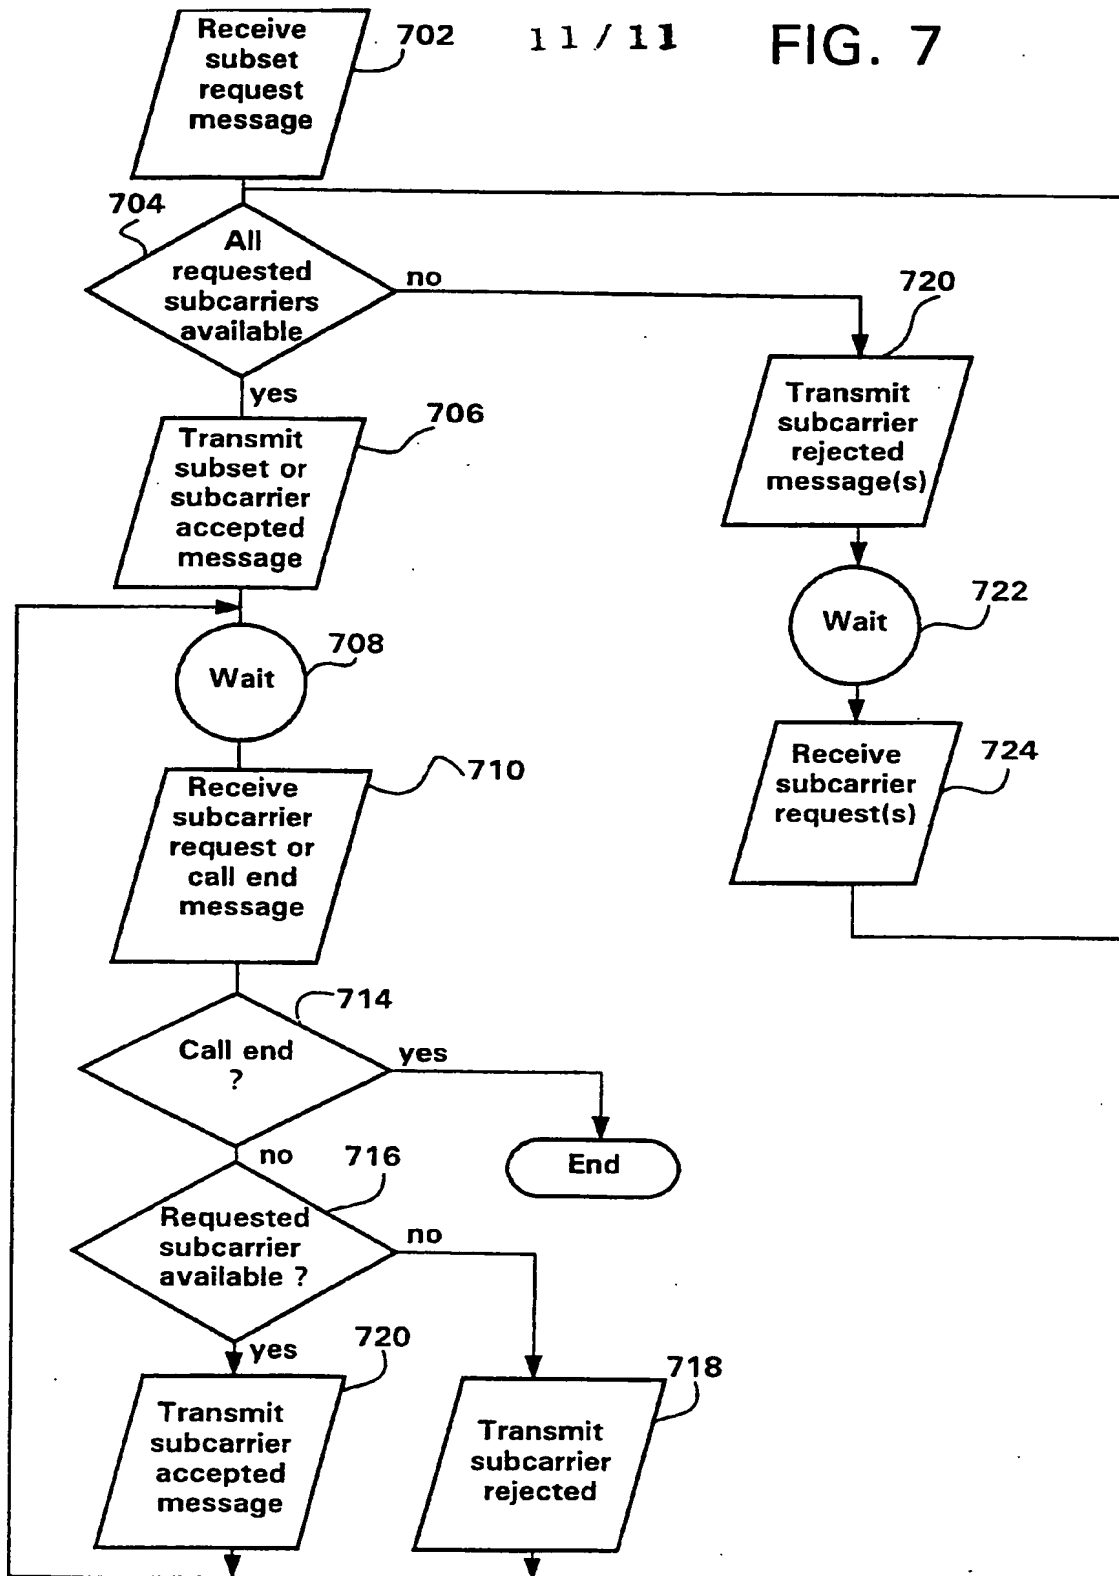 Receive
subset
request
message
702
11/11
FIG. 7
704
All
requested
subcarriers
available
no
yes
720
Transmit
subcarrier
rejected
message(s)
706
Transmit
subset or
subcarrier
accepted
message
722
Wait
708
Wait
724
Receive
subcarrier
request(s)
710
Receive
subcarrier
request or
call end
message
714
Call end
?
yes
no
End
716
Requested
subcarrier
available ?
no
yes
720
Transmit
subcarrier
accepted
message
718
Transmit
subcarrier
rejected